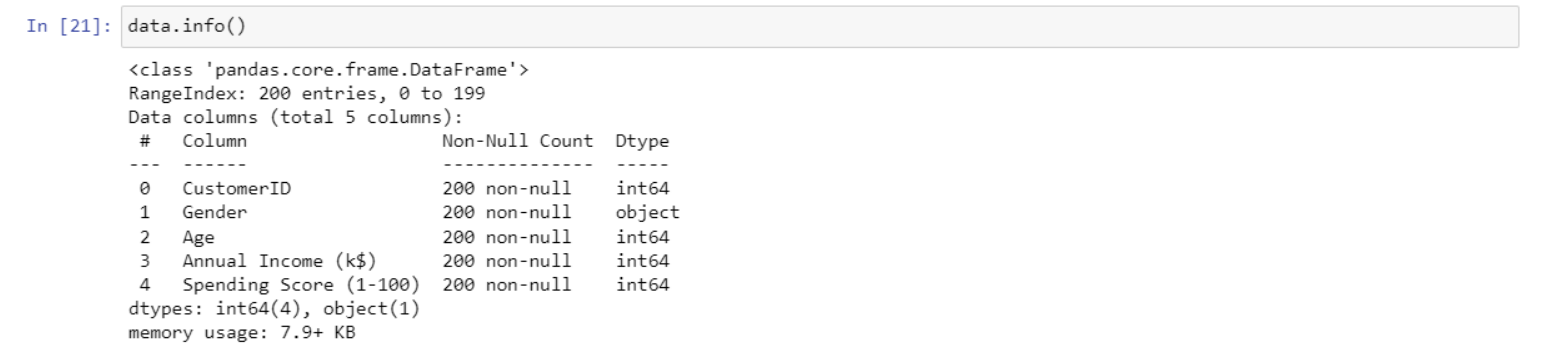 In [21]: data.info()
<class 'pandas.core.frame.DataFrame'>
RangeIndex: 200 entries, 0 to 199
Data columns (total 5 columns):
 #   Column                  Non-Null Count  Dtype
---  ------                  --------------  -----
 0   CustomerID              200 non-null    int64
 1   Gender                  200 non-null    object
 2   Age                     200 non-null    int64
 3   Annual Income (k$)      200 non-null    int64
 4   Spending Score (1-100)  200 non-null    int64
dtypes: int64(4), object(1)
memory usage: 7.9+ KB